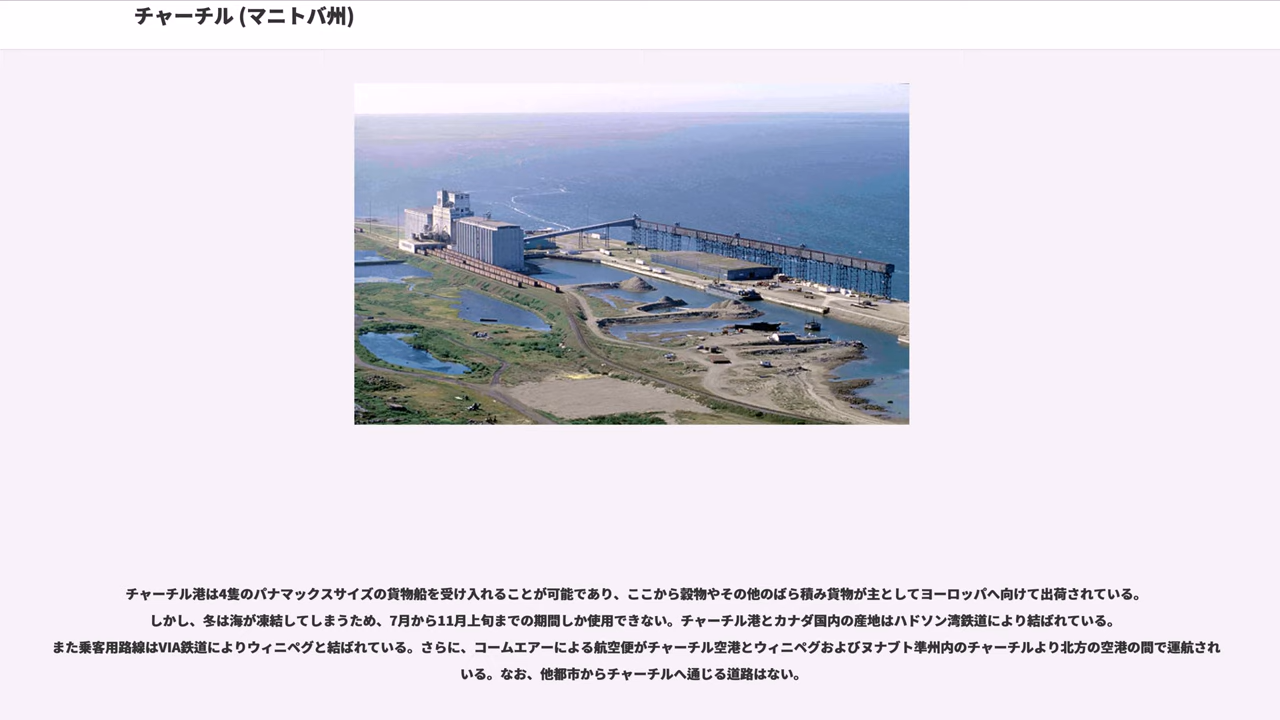 チャーチル (マニトバ州)
チャーチル港は4隻のパナマックスサイズの貨物船を受け入れることが可能であり、ここから穀物やその他のばら積み貨物が主としてヨーロッパへ向けて出荷されている。
しかし、冬は海が凍結してしまうため、7月から11月上旬までの期間しか使用できない。チャーチル港とカナダ国内の産地はハドソン湾鉄道により結ばれている。
また乗客用路線はVIA鉄道によりウィニペグと結ばれている。さらに、コームエアーによる航空便がチャーチル空港とウィニペグおよびヌナブト準州内のチャーチルより北方の空港の間で運航され
いる。なお、他都市からチャーチルへ通じる道路はない。